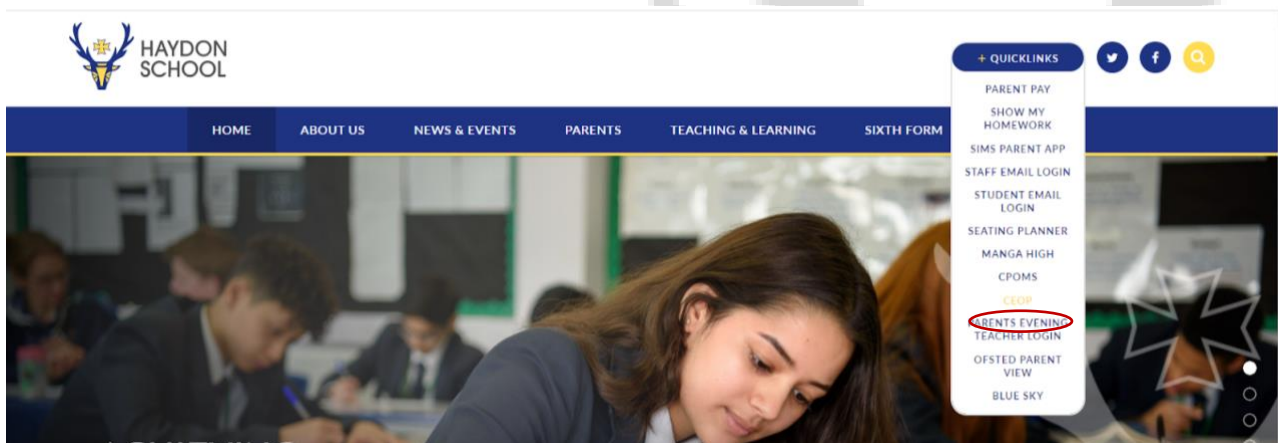 HAYDON
SCHOOL
+ QUICKLINKS
PARENT PAY
SHOW MY
HOMEWORK
SIMS PARENT APP
STAFF EMAIL LOGIN
STUDENT EMAIL
LOGIN
SEATING PLANNER
MANGA HIGH
CPOMS
CEOP
PARENTS EVENING
TEACHER LOGIN
OFSTED PARENT
VIEW
BLUE SKY
HOME ABOUT US NEWS & EVENTS PARENTS TEACHING & LEARNING SIXTH FORM